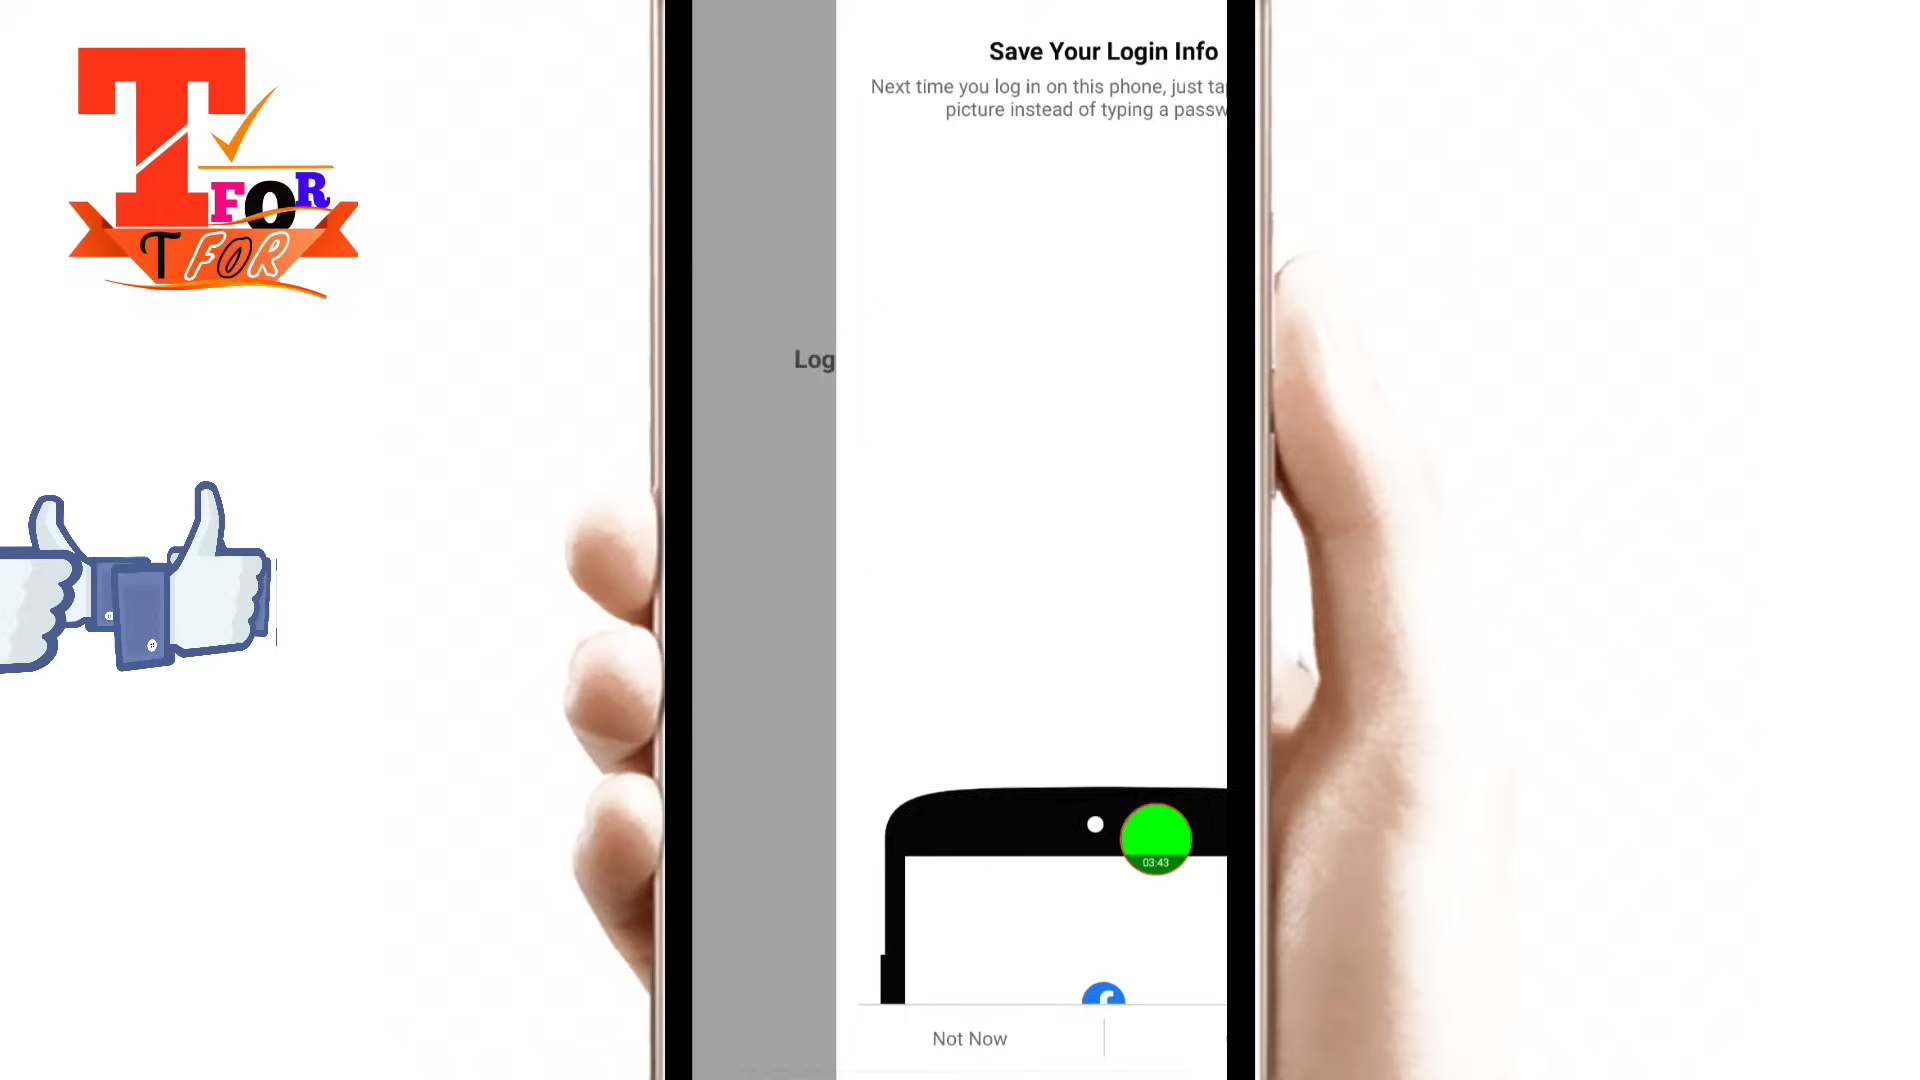 T
FOR
T FOR
Save Your Login Info
Next time you log in on this phone, just ta
picture instead of typing a passw
Log
03:43
f
Not Now